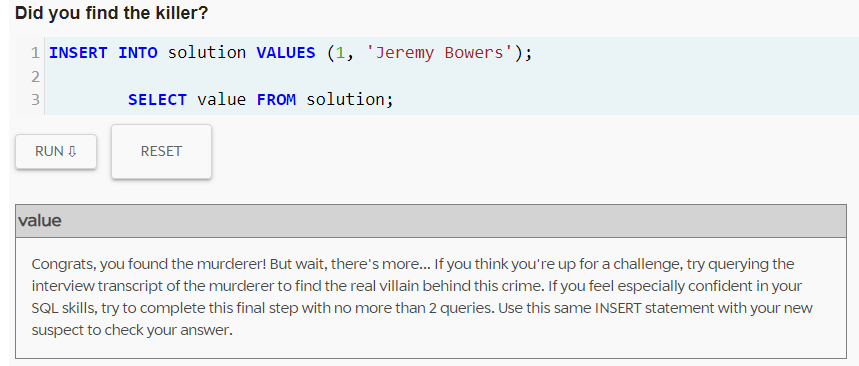 Did you find the killer?
1 INSERT INTO solution VALUES (1, 'Jeremy Bowers');
2
3 SELECT value FROM solution;
RUN ⇩ RESET
value
Congrats, you found the murderer! But wait, there's more... If you think you're up for a challenge, try querying the
interview transcript of the murderer to find the real villain behind this crime. If you feel especially confident in your
SQL skills, try to complete this final step with no more than 2 queries. Use this same INSERT statement with your new
suspect to check your answer.